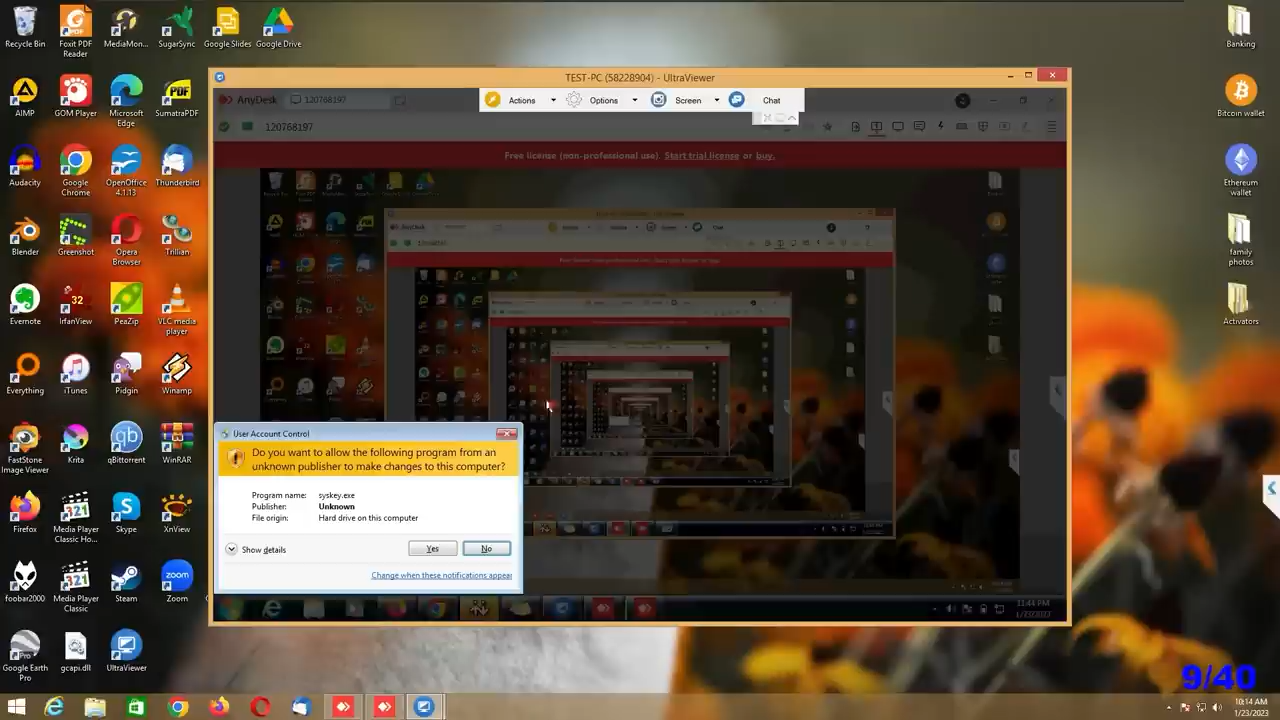 Recycle Bin
Foxit PDF Reader
MediaMon...
SugarSync
Google Slides
Google Drive
Banking
TEST-PC (58228904) - UltraViewer
AnyDesk
120768197
Actions
Options
Screen
Chat
120768197
Free license (non-professional use). Start trial license or buy.
AIMP
GOM Player
Microsoft Edge
SumatraPDF
Bitcoin wallet
Audacity
Google Chrome
OpenOffice 4.1.13
Thunderbird
Ethereum wallet
Blender
Greenshot
Opera Browser
Trillian
family photos
Evernote
IrfanView
PeaZip
VLC media player
Activators
Everything
iTunes
Pidgin
Winamp
FastStone Image Viewer
Krita
qBittorrent
WinRAR
User Account Control
Do you want to allow the following program from an
unknown publisher to make changes to this computer?
Program name: syskey.exe
Publisher: Unknown
File origin: Hard drive on this computer
Show details
Yes
No
Change when these notifications appear
Firefox
Media Player Classic Ho...
Skype
XnView
foobar2000
Media Player Classic
Steam
Zoom
11:44 PM
1/23/2023
Google Earth Pro
gcapi.dll
UltraViewer
9/40
10:14 AM
1/23/2023